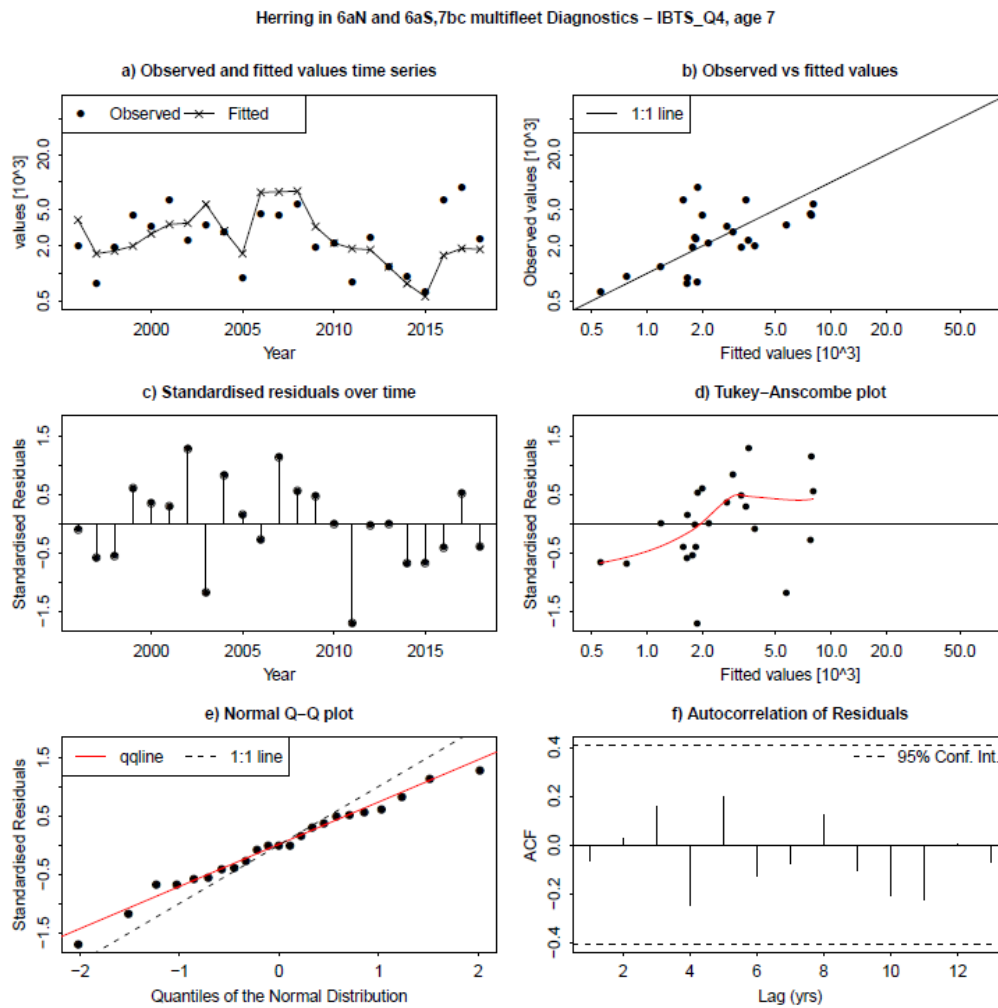 Herring in 6aN and 6aS,7bc multifleet Diagnostics − IBTS_Q4, age 7
a) Observed and fitted values time series
Observed Fitted
values [10^3]
20.0
5.0
2.0
0.5
2000 2005 2010 2015
Year
b) Observed vs fitted values
1:1 line
Observed values [10^3]
20.0
5.0
2.0
0.5
0.5 1.0 2.0 5.0 10.0 20.0 50.0
Fitted values [10^3]
c) Standardised residuals over time
Standardised Residuals
1.5
0.5
−0.5
−1.5
2000 2005 2010 2015
Year
d) Tukey−Anscombe plot
Standardised Residuals
1.5
0.5
−0.5
−1.5
0.5 1.0 2.0 5.0 10.0 20.0 50.0
Fitted values [10^3]
e) Normal Q−Q plot
qqline 1:1 line
Standardised Residuals
1.5
0.5
−0.5
−1.5
−2 −1 0 1 2
Quantiles of the Normal Distribution
f) Autocorrelation of Residuals
95% Conf. Int.
ACF
0.4
0.2
0.0
−0.2
−0.4
2 4 6 8 10 12
Lag (yrs)